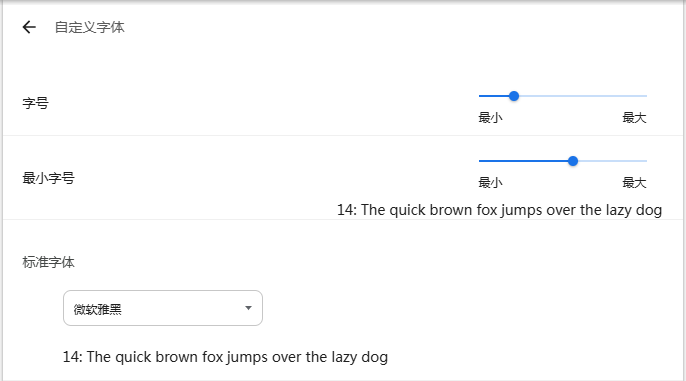 自定义字体
字号
最小 最大
最小字号
最小 最大
14: The quick brown fox jumps over the lazy dog
标准字体
微软雅黑
14: The quick brown fox jumps over the lazy dog